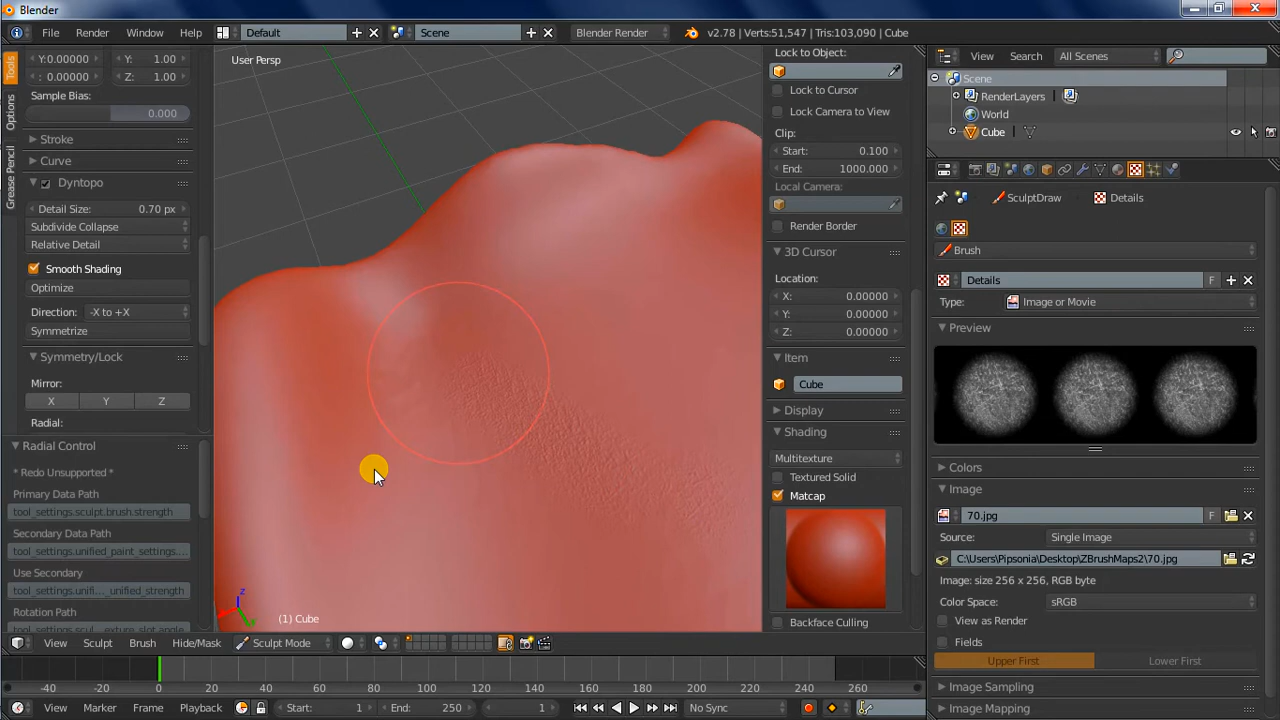 Blender
File Render Window Help Default Scene Blender Render v2.78 | Verts:51,547 | Tris:103,090 | Cube
Tools
Options
Grease Pencil
Y:0.00000 Y: 1.00
: 0.00000 Z: 1.00
Sample Bias:
0.000
Stroke
Curve
Dyntopo
Detail Size: 0.70 px
Subdivide Collapse
Relative Detail
Smooth Shading
Optimize
Direction: -X to +X
Symmetrize
Symmetry/Lock
Mirror:
X Y Z
Radial:
Radial Control
* Redo Unsupported *
Primary Data Path
tool_settings.sculpt.brush.strength
Secondary Data Path
tool_settings.unified_paint_settings....
Use Secondary
tool_settings.unifi..._unified_strength
Rotation Path
tool_settings.scul..._exture_slot.angle
User Persp
z
y
(1) Cube
Lock to Object:
Lock to Cursor
Lock Camera to View
Clip:
Start: 0.100
End: 1000.000
Local Camera:
Render Border
3D Cursor
Location:
X: 0.00000
Y: 0.00000
Z: 0.00000
Item
Cube
Display
Shading
Multitexture
Textured Solid
Matcap
Backface Culling
View Search All Scenes
Scene
RenderLayers |
World
Cube |
SculptDraw Details
Brush
Details F
Type: Image or Movie
Preview
Colors
Image
70.jpg F
Source: Single Image
C:\Users\Pipsonia\Desktop\ZBrushMaps2\70.jpg
Image: size 256 x 256, RGB byte
Color Space: sRGB
View as Render
Fields
Upper First Lower First
Image Sampling
Image Mapping
View Sculpt Brush Hide/Mask Sculpt Mode
-40 -20 0 20 40 60 80 100 120 140 160 180 200 220 240 260
View Marker Frame Playback Start: 1 End: 250 1 No Sync